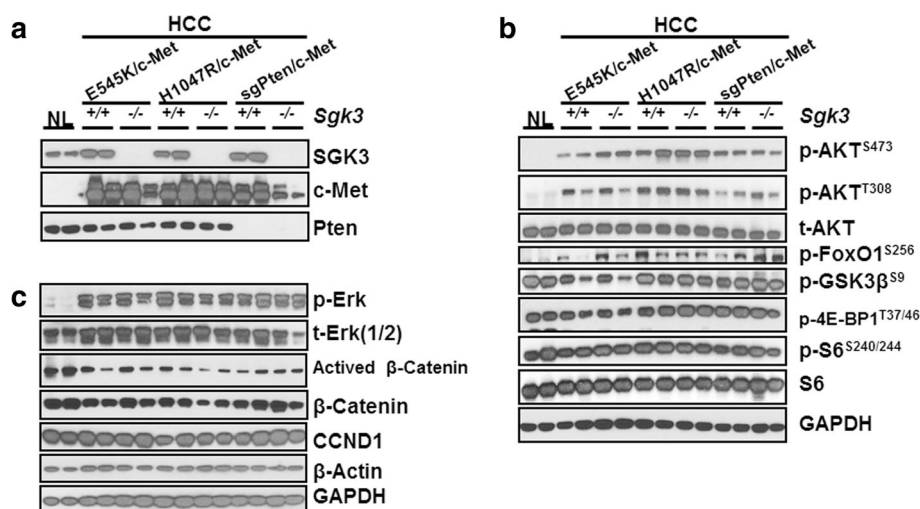 a
HCC
E545K/c-Met
H1047R/c-Met
sgPten/c-Met
NL +/+ -/- +/+ -/- +/+ -/- Sgk3
SGK3
c-Met
Pten
b
HCC
E545K/c-Met
H1047R/c-Met
sgPten/c-Met
NL +/+ -/- +/+ -/- +/+ -/- Sgk3
p-AKTS473
p-AKTT308
t-AKT
p-FoxO1S256
p-GSK3βS9
p-4E-BP1T37/46
p-S6S240/244
S6
GAPDH
c
p-Erk
t-Erk(1/2)
Actived β-Catenin
β-Catenin
CCND1
β-Actin
GAPDH